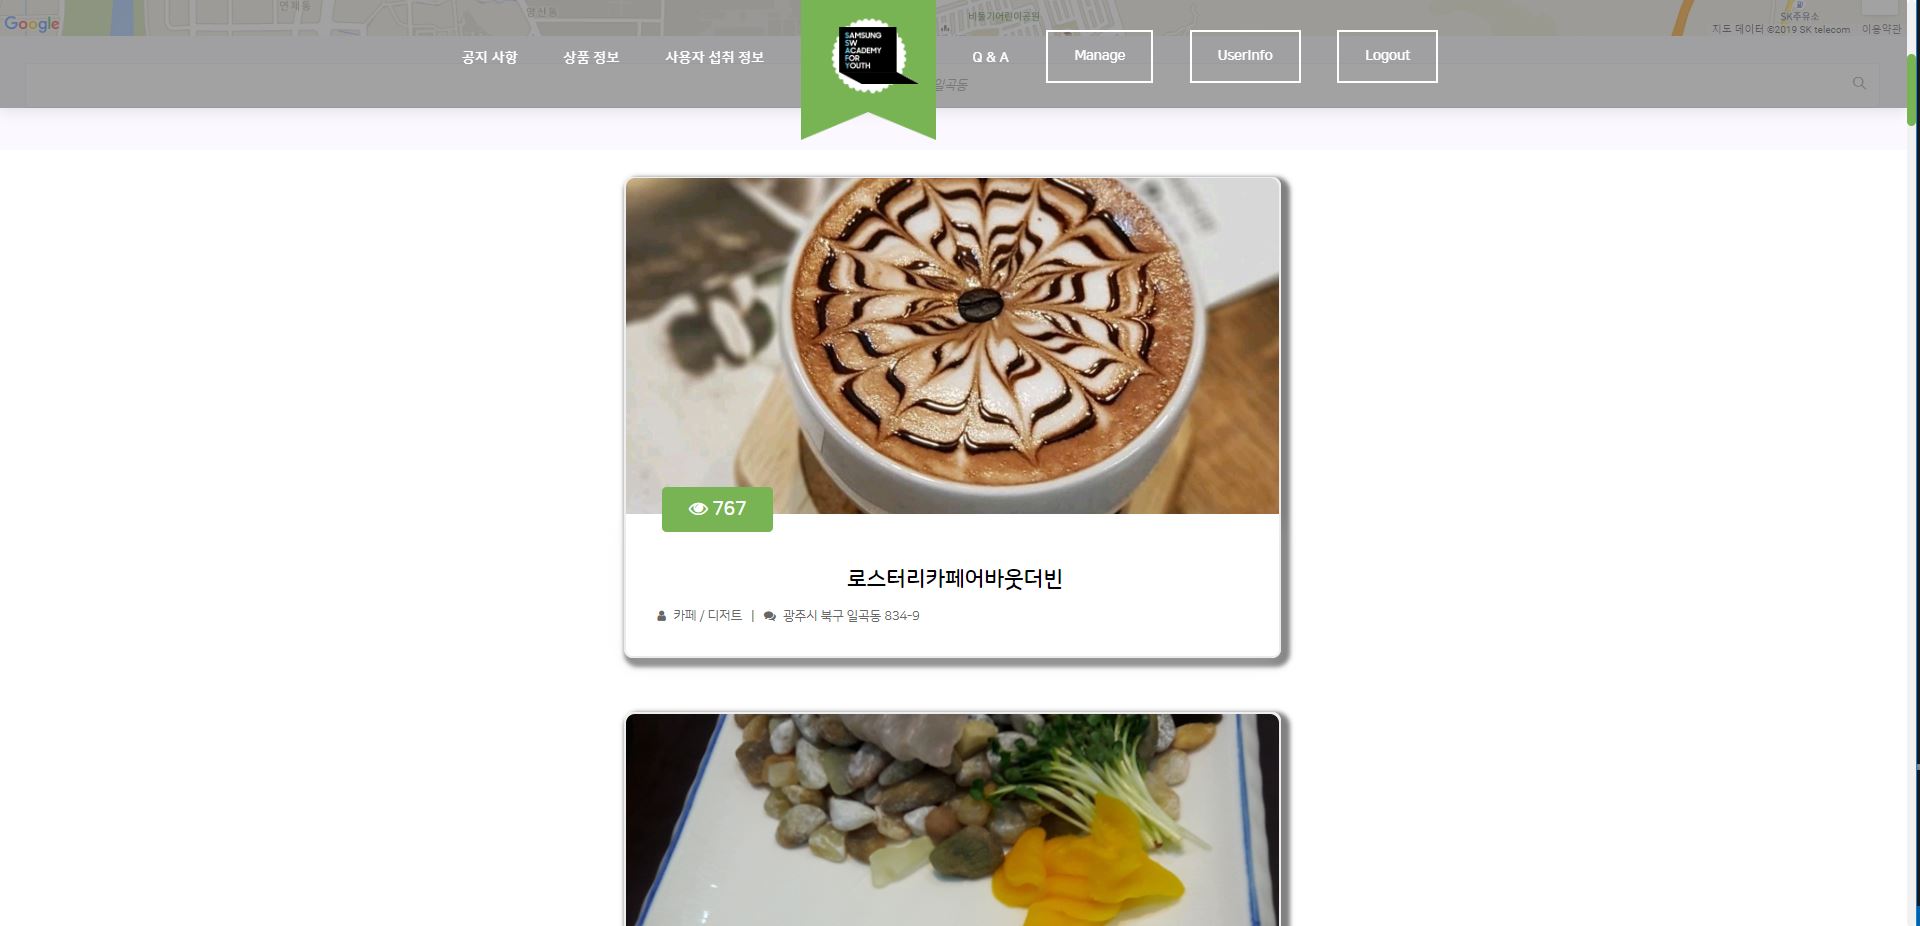 연제동
영산동
비둘기어린이공원
SK주유소
Google
지도 데이터 ©2019 SK telecom 이용약관
공지 사항 상품 정보 사용자 섭취 정보
SAMSUNG
SW
ACADEMY
FOR
YOUTH
Q & A Manage UserInfo Logout
일곡동
767
로스터리카페어바웃더빈
카페 / 디저트 | 광주시 북구 일곡동 834-9